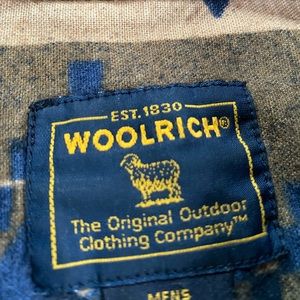 EST.1830
WOOLRICH®
The Original Outdoor
Clothing Company™
MENS